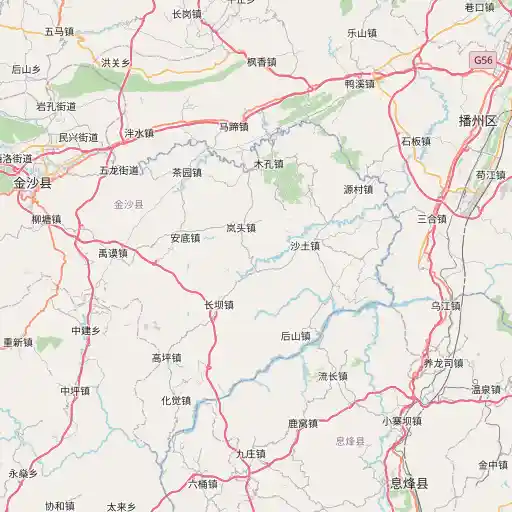 长岗镇
巷口镇
五马镇
乐山镇
洪关乡
枫香镇
G56
后山乡
鸭溪镇
岩孔街道
播州区
民兴街道
泮水镇
马蹄镇
石板镇
洛街道
五龙街道
茶园镇
木孔镇
苟江镇
金沙县
源村镇
金沙县
柳塘镇
三合镇
岚头镇
安底镇
沙土镇
禹谟镇
长坝镇
乌江镇
中建乡
后山镇
重新镇
高坪镇
养龙司镇
流长镇
中坪镇
温泉镇
化觉镇
鹿窝镇
小寨坝镇
息烽县
九庄镇
金中镇
永燊乡
六桶镇
息烽县
协和镇
太来乡